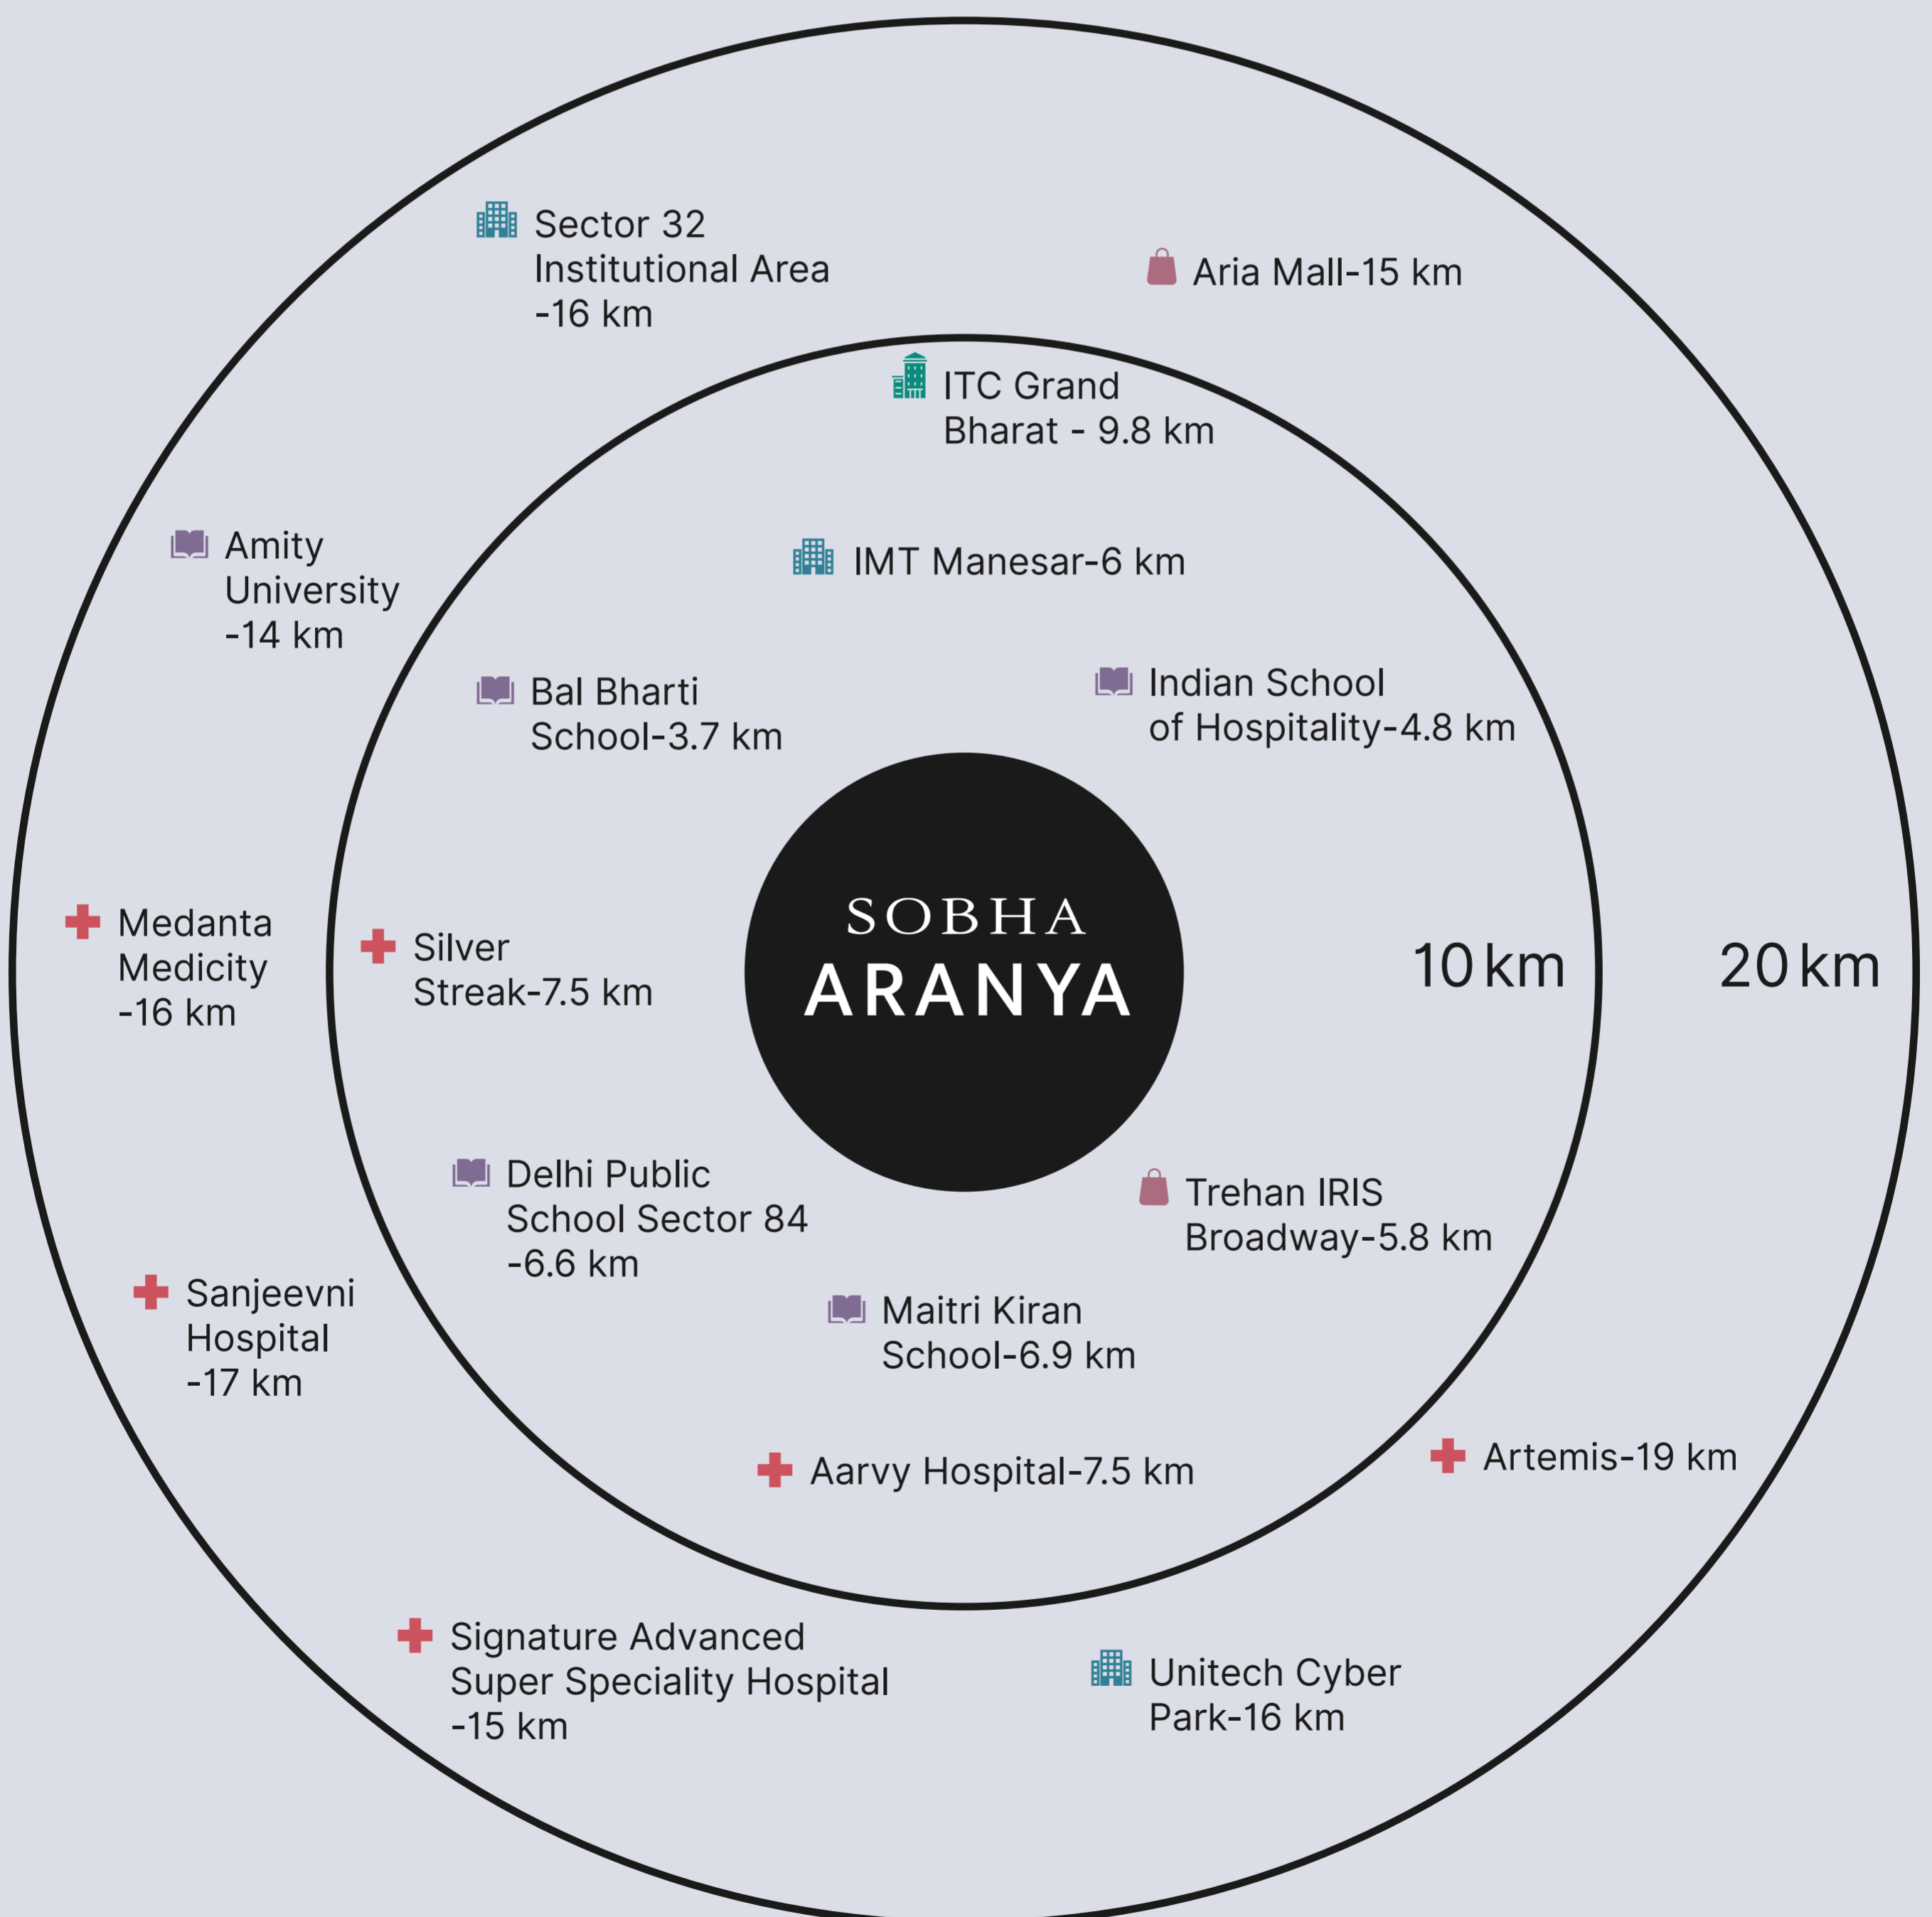 Sector 32
Institutional Area
-16 km
Aria Mall-15 km
ITC Grand
Bharat - 9.8 km
Amity
University
-14 km
IMT Manesar-6 km
Bal Bharti
School-3.7 km
Indian School
of Hospitality-4.8 km
Medanta
Medicity
-16 km
Silver
Streak-7.5 km
SOBHA
ARANYA
10 km
20 km
Delhi Public
School Sector 84
-6.6 km
Trehan IRIS
Broadway-5.8 km
Sanjeevni
Hospital
-17 km
Maitri Kiran
School-6.9 km
Aarvy Hospital-7.5 km
Artemis-19 km
Signature Advanced
Super Speciality Hospital
-15 km
Unitech Cyber
Park-16 km